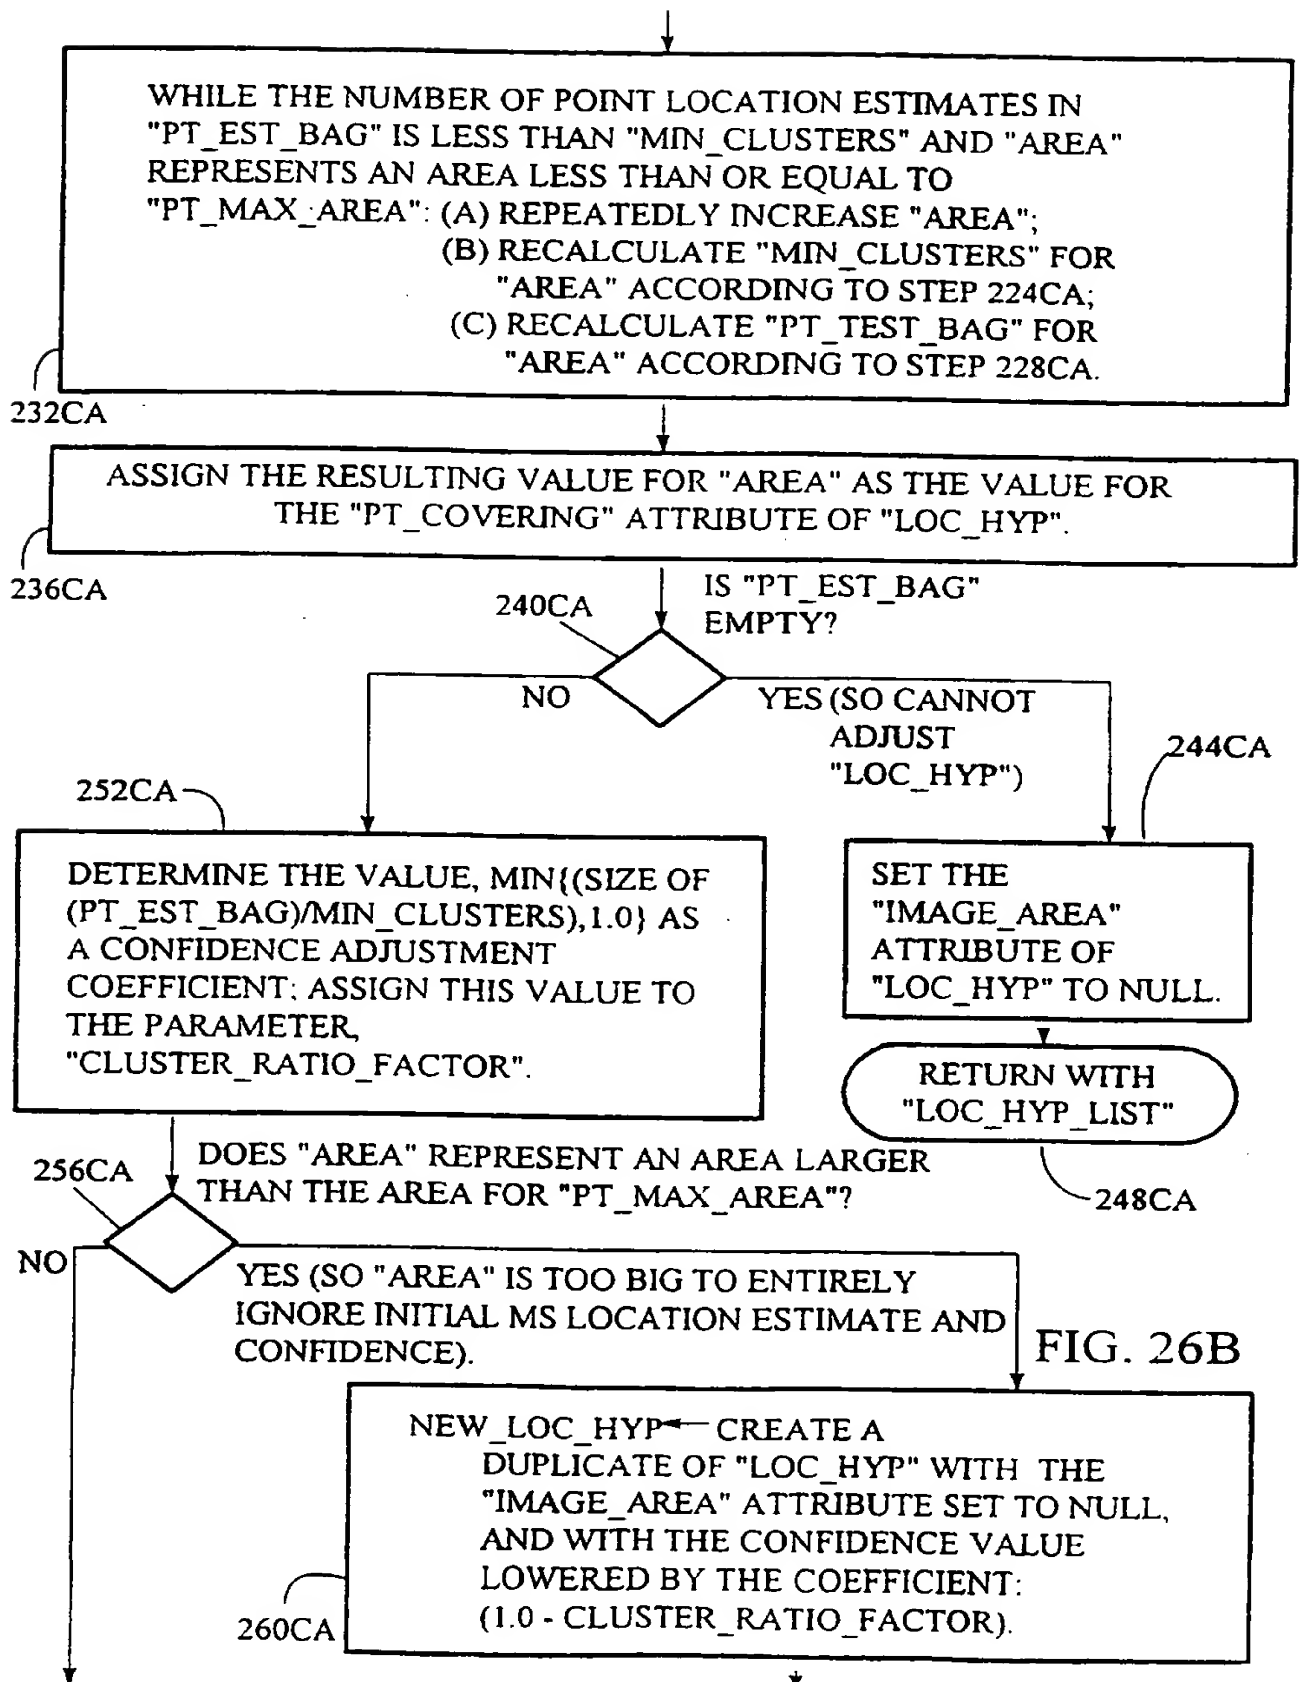 WHILE THE NUMBER OF POINT LOCATION ESTIMATES IN
"PT_EST_BAG" IS LESS THAN "MIN_CLUSTERS" AND "AREA"
REPRESENTS AN AREA LESS THAN OR EQUAL TO
"PT_MAX_AREA": (A) REPEATEDLY INCREASE "AREA";
(B) RECALCULATE "MIN_CLUSTERS" FOR
"AREA" ACCORDING TO STEP 224CA;
(C) RECALCULATE "PT_TEST_BAG" FOR
"AREA" ACCORDING TO STEP 228CA.
232CA
ASSIGN THE RESULTING VALUE FOR "AREA" AS THE VALUE FOR
THE "PT_COVERING" ATTRIBUTE OF "LOC_HYP".
236CA
IS "PT_EST_BAG"
EMPTY?
240CA
NO
YES (SO CANNOT
ADJUST
"LOC_HYP")
244CA
252CA
DETERMINE THE VALUE, MIN{(SIZE OF
(PT_EST_BAG)/MIN_CLUSTERS),1.0} AS
A CONFIDENCE ADJUSTMENT
COEFFICIENT; ASSIGN THIS VALUE TO
THE PARAMETER,
"CLUSTER_RATIO_FACTOR".
SET THE
"IMAGE_AREA"
ATTRIBUTE OF
"LOC_HYP" TO NULL.
RETURN WITH
"LOC_HYP_LIST"
248CA
DOES "AREA" REPRESENT AN AREA LARGER
THAN THE AREA FOR "PT_MAX_AREA"?
256CA
NO
YES (SO "AREA" IS TOO BIG TO ENTIRELY
IGNORE INITIAL MS LOCATION ESTIMATE AND
CONFIDENCE).
FIG. 26B
NEW_LOC_HYP← CREATE A
DUPLICATE OF "LOC_HYP" WITH THE
"IMAGE_AREA" ATTRIBUTE SET TO NULL,
AND WITH THE CONFIDENCE VALUE
LOWERED BY THE COEFFICIENT:
(1.0 - CLUSTER_RATIO_FACTOR).
260CA